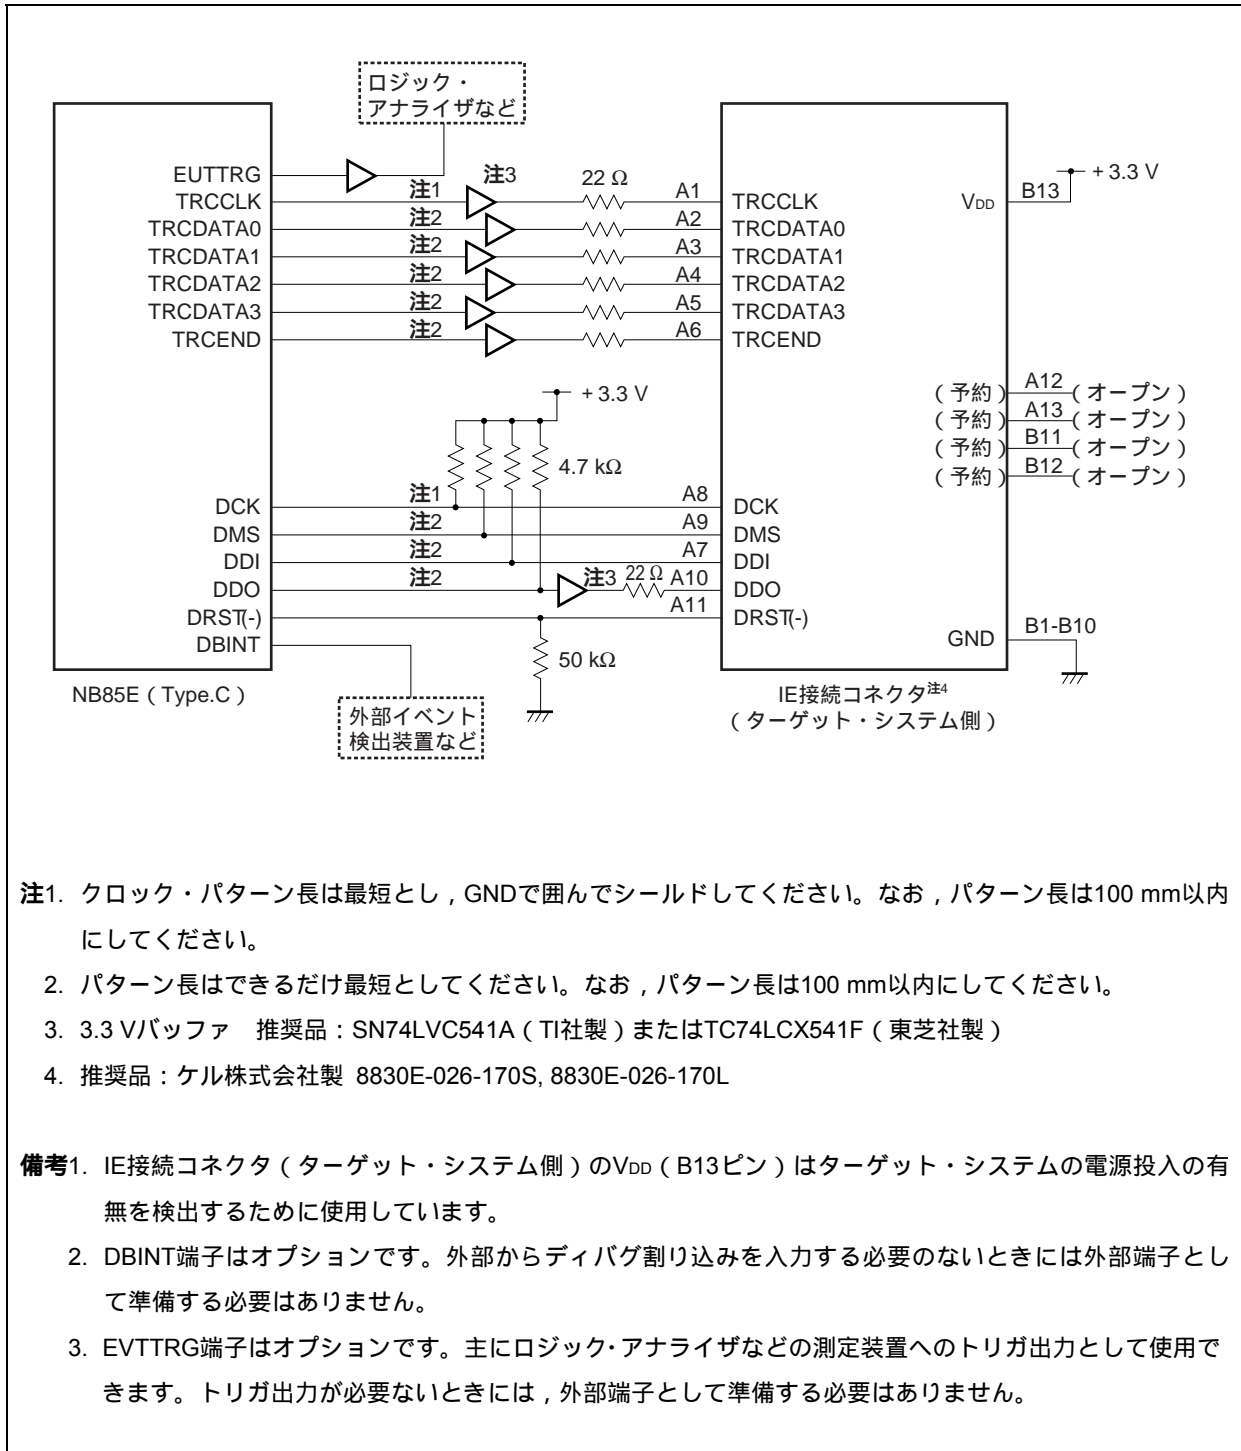 ロジック・
アナライザなど
EUTTRG
TRCCLK
TRCDATA0
TRCDATA1
TRCDATA2
TRCDATA3
TRCEND
注1
注2
注2
注2
注2
注2
注3
22 Ω
A1
A2
A3
A4
A5
A6
TRCCLK
TRCDATA0
TRCDATA1
TRCDATA2
TRCDATA3
TRCEND
VDD
B13
+ 3.3 V
+ 3.3 V
4.7 kΩ
(予約) A12 (オープン)
(予約) A13 (オープン)
(予約) B11 (オープン)
(予約) B12 (オープン)
DCK
DMS
DDI
DDO
DRST(-)
DBINT
注1
注2
注2
注2
注3
22 Ω
A8
A9
A7
A10
A11
DCK
DMS
DDI
DDO
DRST(-)
GND
B1-B10
50 kΩ
NB85E(Type.C)
外部イベント
検出装置など
IE接続コネクタ注4
(ターゲット・システム側)
注1. クロック・パターン長は最短とし,GNDで囲んでシールドしてください。なお,パターン長は100 mm以内
にしてください。
2. パターン長はできるだけ最短としてください。なお,パターン長は100 mm以内にしてください。
3. 3.3 Vバッファ 推奨品:SN74LVC541A(TI社製)またはTC74LCX541F(東芝社製)
4. 推奨品:ケル株式会社製 8830E-026-170S, 8830E-026-170L
備考1. IE接続コネクタ(ターゲット・システム側)のVDD(B13ピン)はターゲット・システムの電源投入の有
無を検出するために使用しています。
2. DBINT端子はオプションです。外部からディバグ割り込みを入力する必要のないときには外部端子とし
て準備する必要はありません。
3. EVTTRG端子はオプションです。主にロジック・アナライザなどの測定装置へのトリガ出力として使用で
きます。トリガ出力が必要ないときには,外部端子として準備する必要はありません。